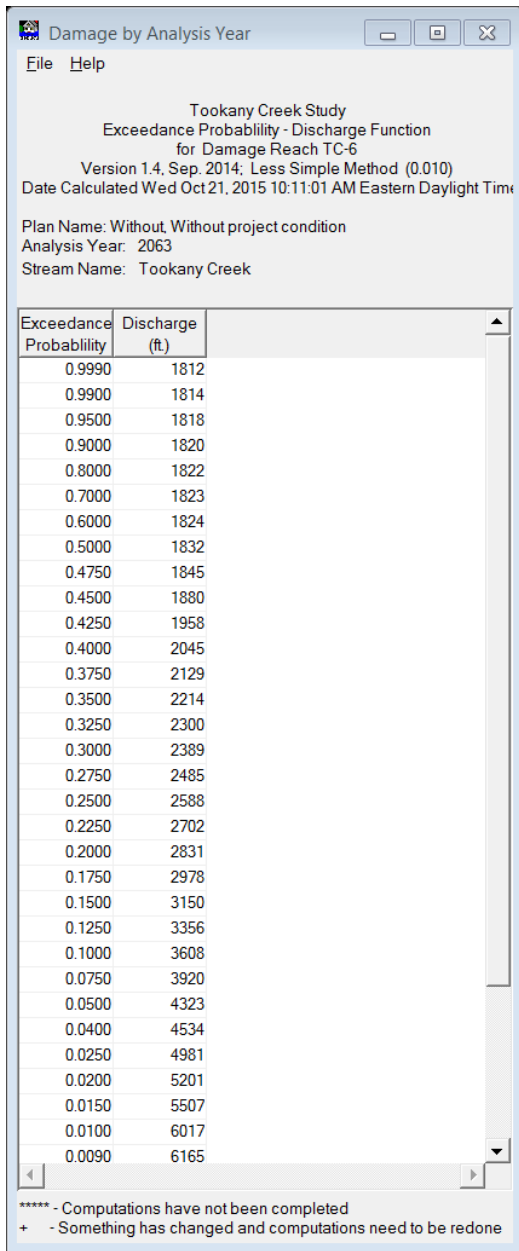 Damage by Analysis Year
File Help
Tookany Creek Study
Exceedance Probablility - Discharge Function
for Damage Reach TC-6
Version 1.4, Sep. 2014; Less Simple Method (0.010)
Date Calculated Wed Oct 21, 2015 10:11:01 AM Eastern Daylight Time
Plan Name: Without, Without project condition
Analysis Year: 2063
Stream Name: Tookany Creek
Exceedance Discharge
Probablility (ft.)
0.9990 1812
0.9900 1814
0.9500 1818
0.9000 1820
0.8000 1822
0.7000 1823
0.6000 1824
0.5000 1832
0.4750 1845
0.4500 1880
0.4250 1958
0.4000 2045
0.3750 2129
0.3500 2214
0.3250 2300
0.3000 2389
0.2750 2485
0.2500 2588
0.2250 2702
0.2000 2831
0.1750 2978
0.1500 3150
0.1250 3356
0.1000 3608
0.0750 3920
0.0500 4323
0.0400 4534
0.0250 4981
0.0200 5201
0.0150 5507
0.0100 6017
0.0090 6165
***** - Computations have not been completed
+ - Something has changed and computations need to be redone